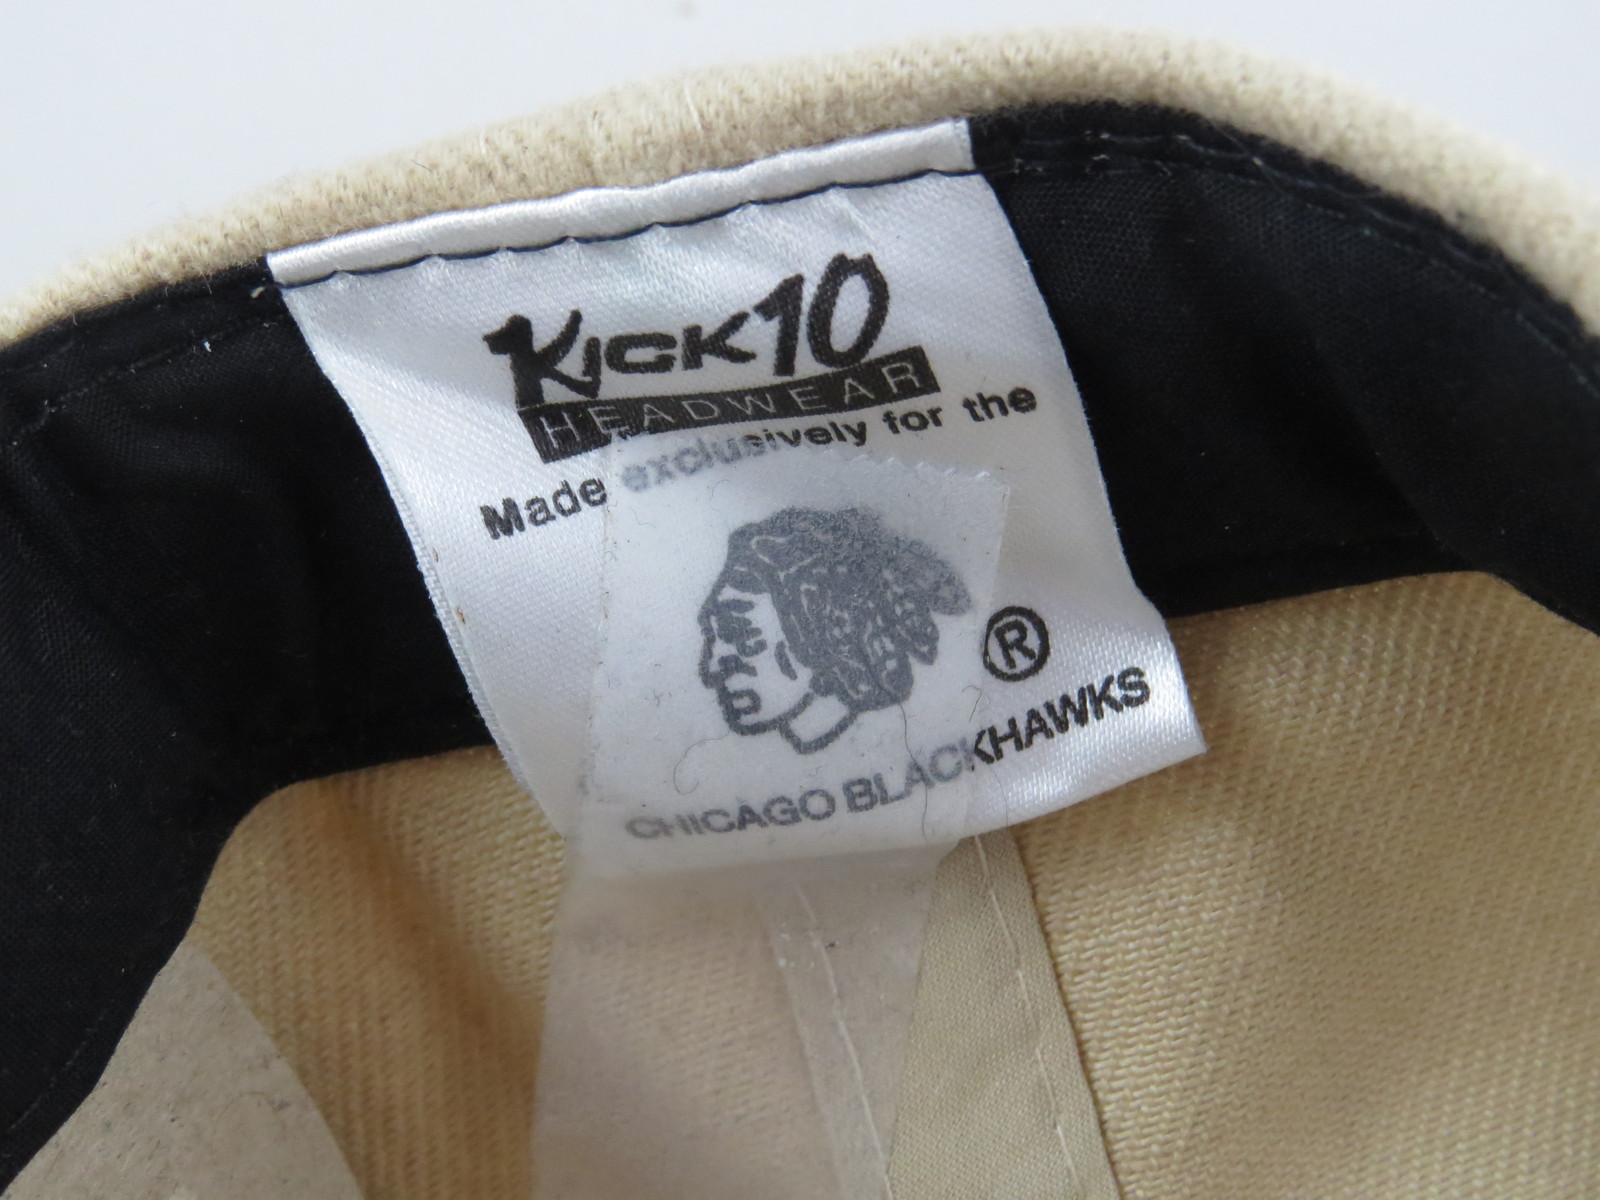 KICK10
HEADWEAR
Made exclusively for the
®
CHICAGO BLACKHAWKS